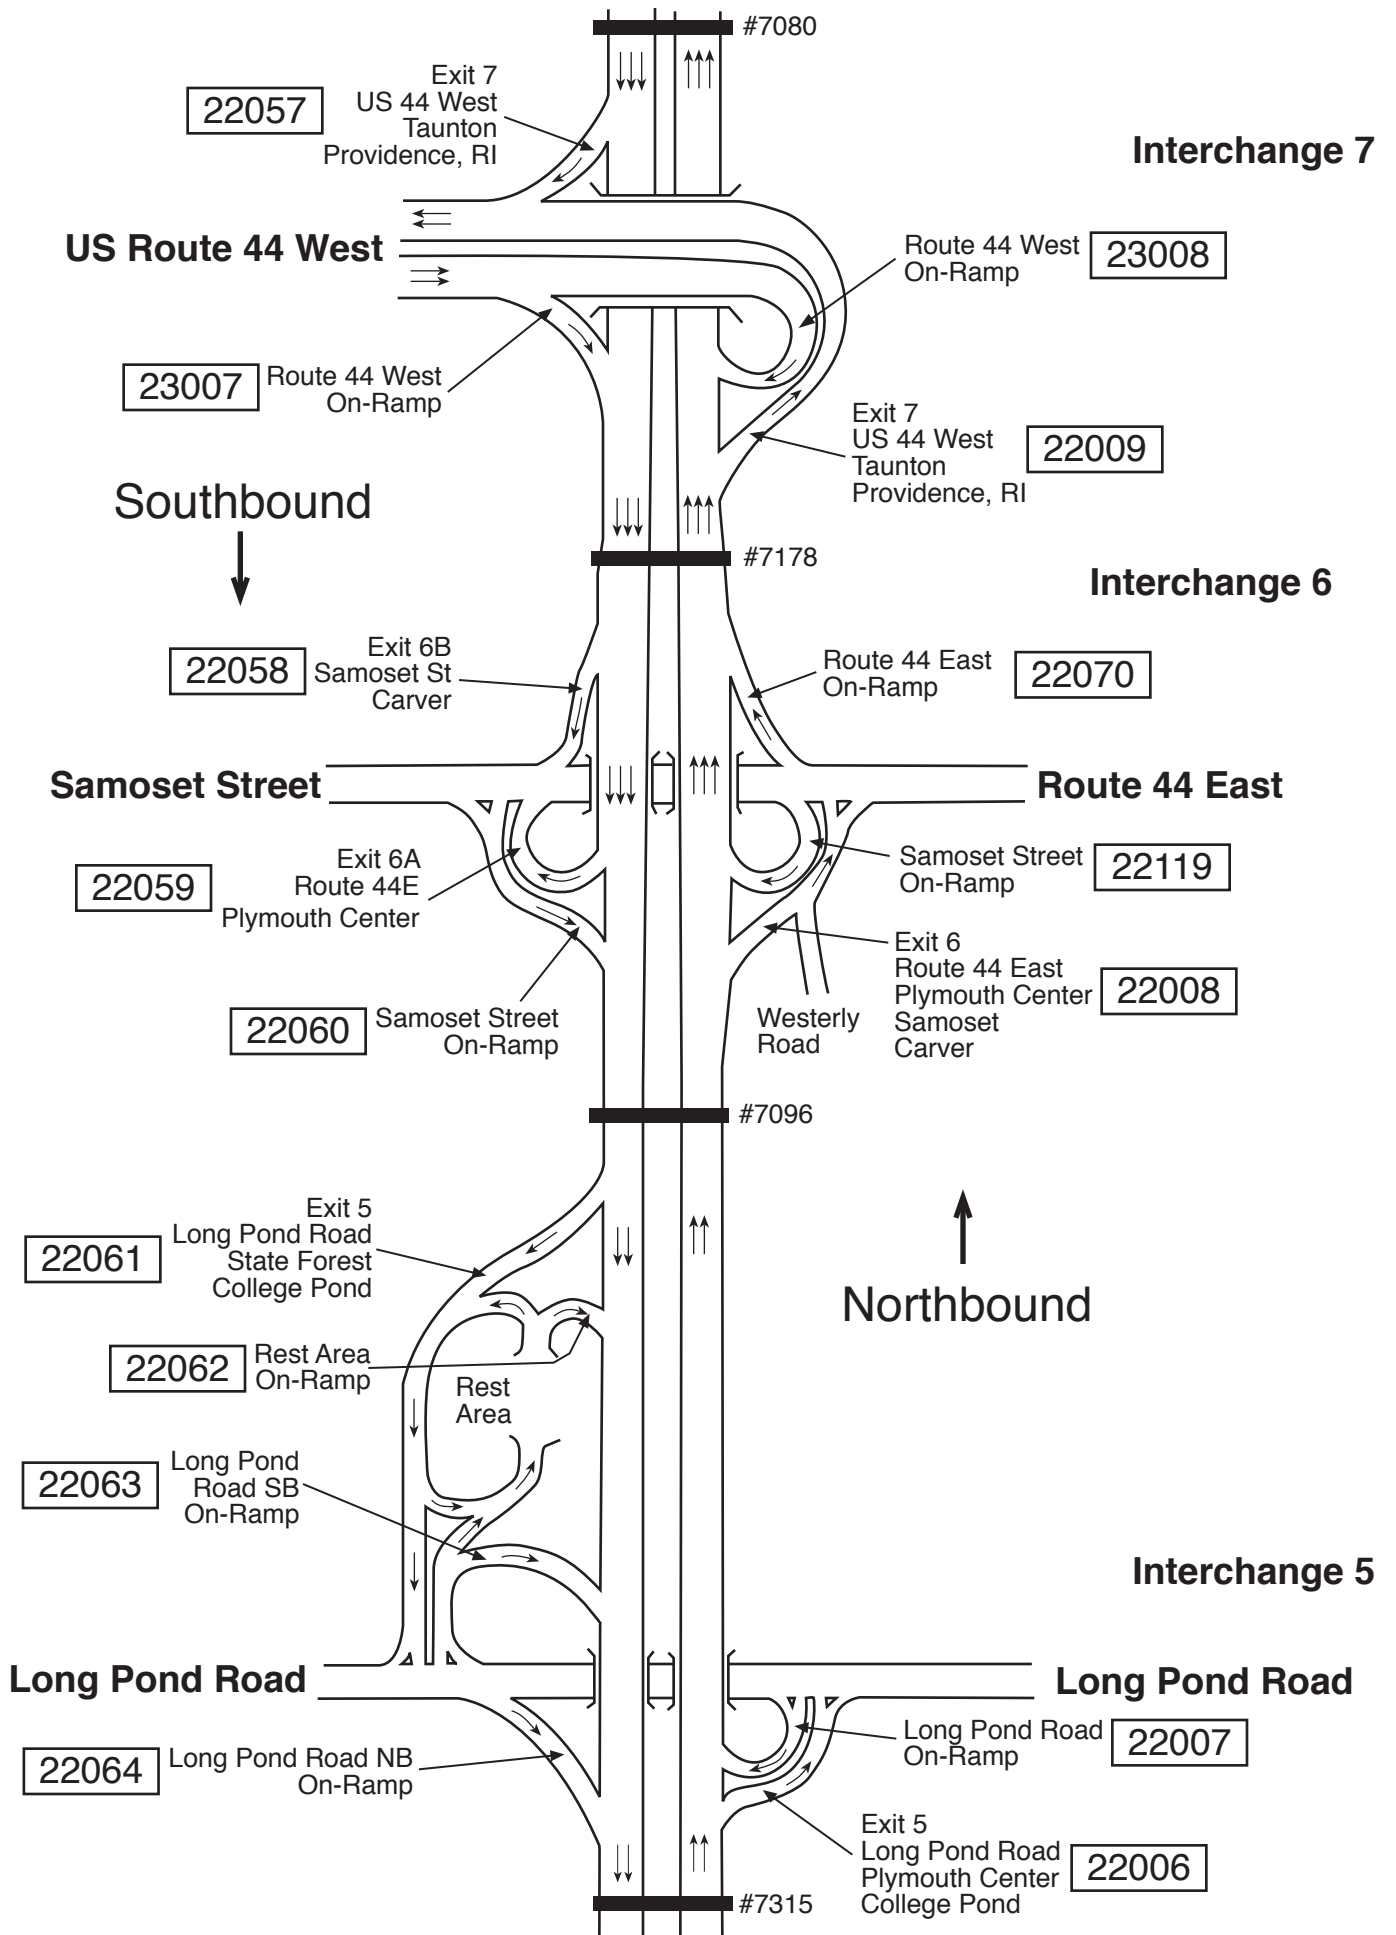 #7080
Exit 7
US 44 West
Taunton
Providence, RI
22057
Interchange 7
US Route 44 West
Route 44 West
On-Ramp
23008
23007
Route 44 West
On-Ramp
Exit 7
US 44 West
Taunton
Providence, RI
22009
Southbound
#7178
Interchange 6
22058
Exit 6B
Samoset St
Carver
Route 44 East
On-Ramp
22070
Samoset Street
Route 44 East
22059
Exit 6A
Route 44E
Plymouth Center
Samoset Street
On-Ramp
22119
Exit 6
Route 44 East
Plymouth Center
Samoset
Carver
22008
22060
Samoset Street
On-Ramp
Westerly
Road
#7096
22061
Exit 5
Long Pond Road
State Forest
College Pond
Northbound
22062
Rest Area
On-Ramp
Rest
Area
22063
Long Pond
Road SB
On-Ramp
Interchange 5
Long Pond Road
Long Pond Road
22064
Long Pond Road NB
On-Ramp
Long Pond Road
On-Ramp
22007
Exit 5
Long Pond Road
Plymouth Center
College Pond
22006
#7315